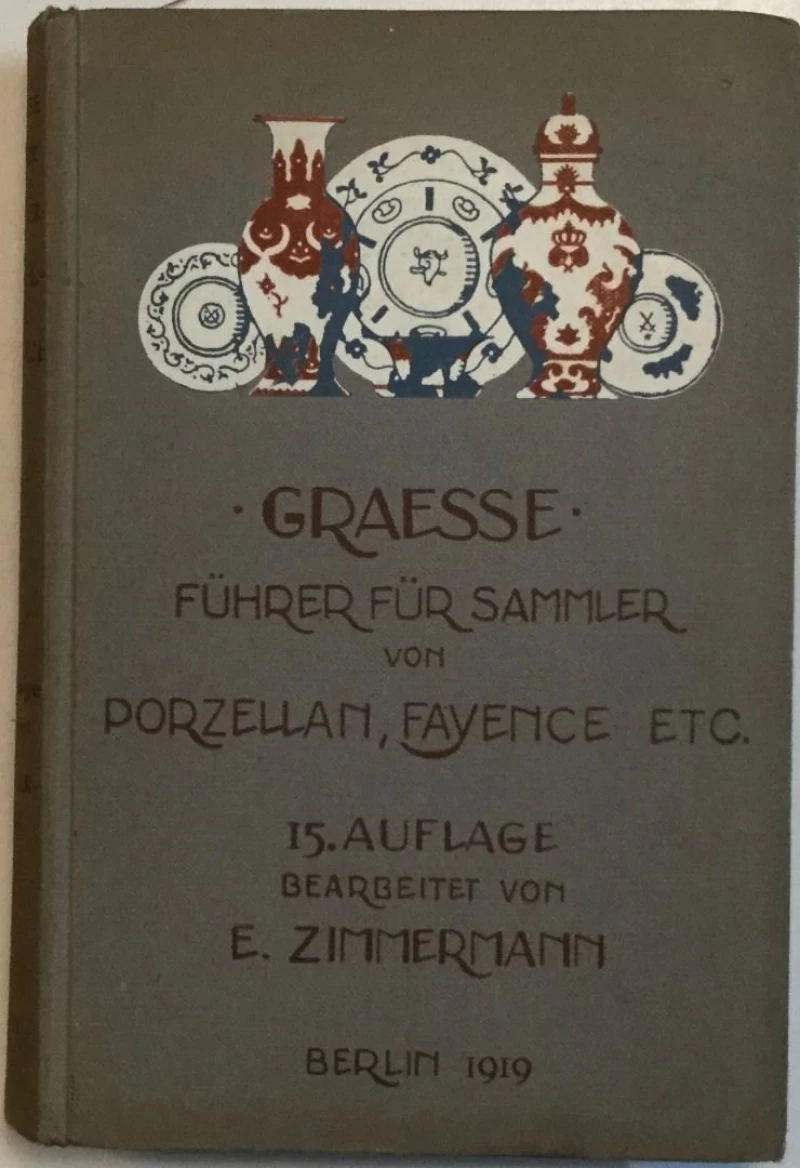 · GRAESSE ·
FÜHRER FÜR SAMMLER
VON
PORZELLAN, FAYENCE ETC.
15. AUFLAGE
BEARBEITET VON
E. ZIMMERMANN
BERLIN 1919